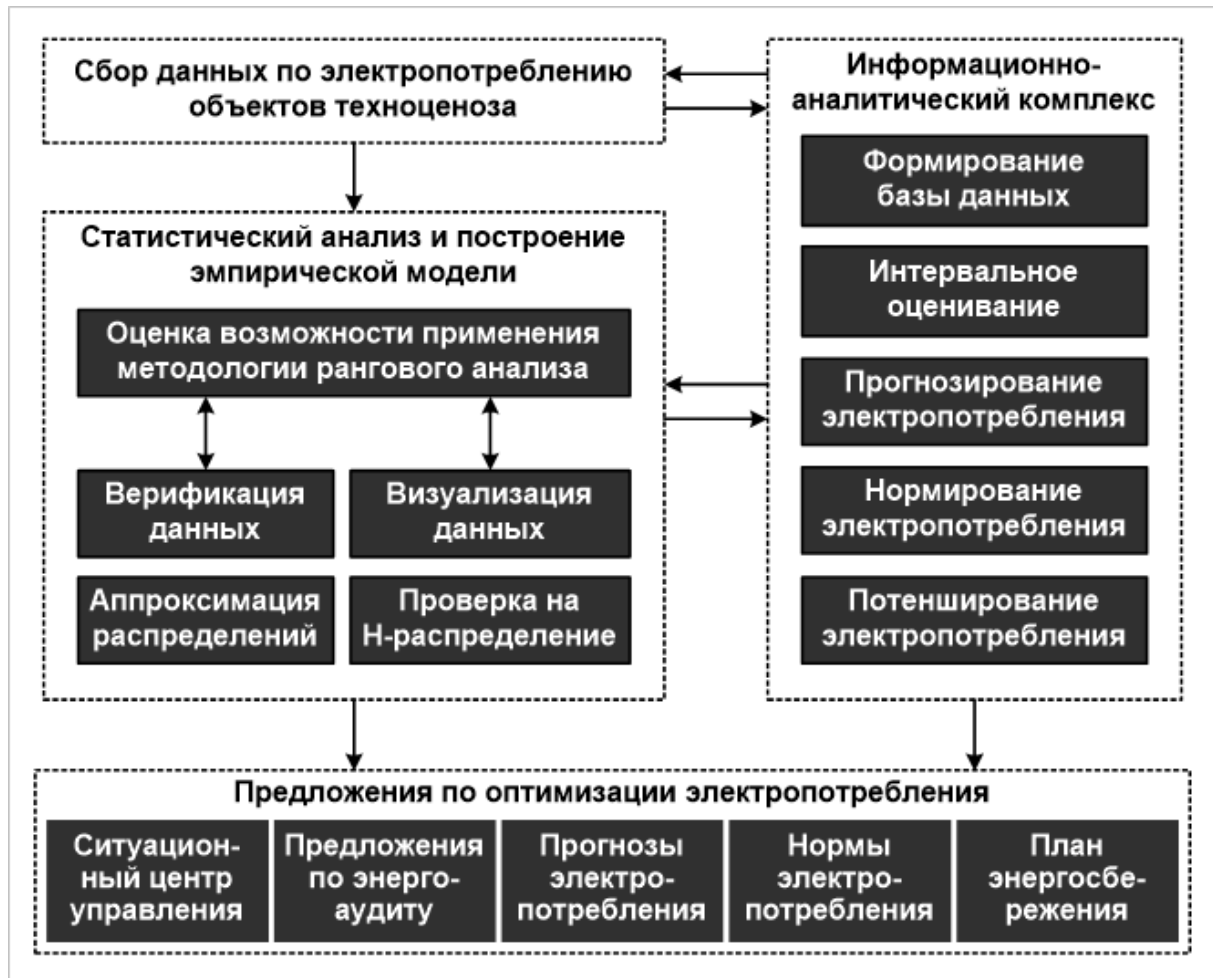 Сбор данных по электропотреблению
объектов техноценоза
Информационно-
аналитический комплекс
Формирование
базы данных
Интервальное
оценивание
Прогнозирование
электропотребления
Нормирование
электропотребления
Потенширование
электропотребления
Статистический анализ и построение
эмпирической модели
Оценка возможности применения
методологии рангового анализа
Верификация
данных
Визуализация
данных
Аппроксимация
распределений
Проверка на
Н-распределение
Предложения по оптимизации электропотребления
Ситуацион-
ный центр
управления
Предложения
по энерго-
аудиту
Прогнозы
электро-
потребления
Нормы
электро-
потребления
План
энергосбе-
режения